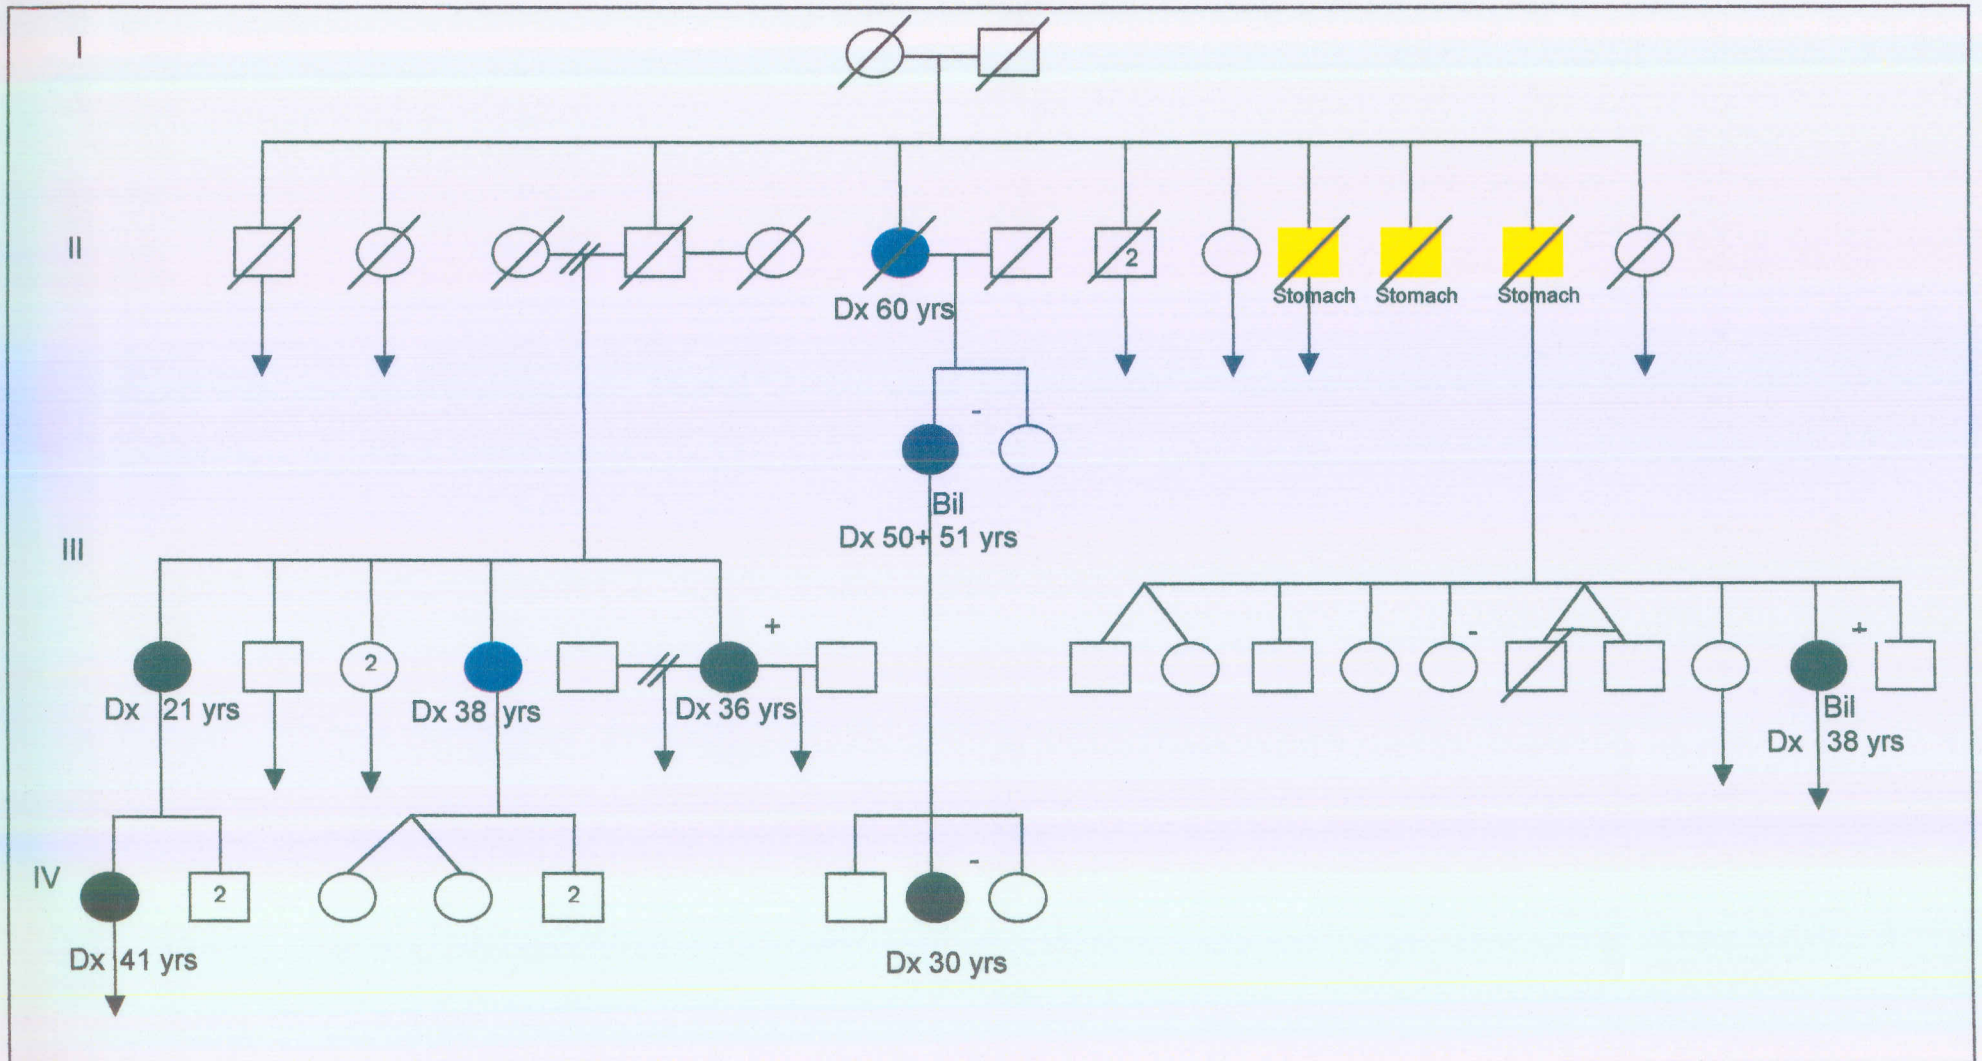 I
II
2
Stomach
Stomach
Stomach
Dx 60 yrs
-
Bil
Dx 50+ 51 yrs
III
+
-
+
2
Dx 21 yrs
Dx 38 yrs
Dx 36 yrs
Bil
Dx 38 yrs
IV
-
2
2
Dx 41 yrs
Dx 30 yrs